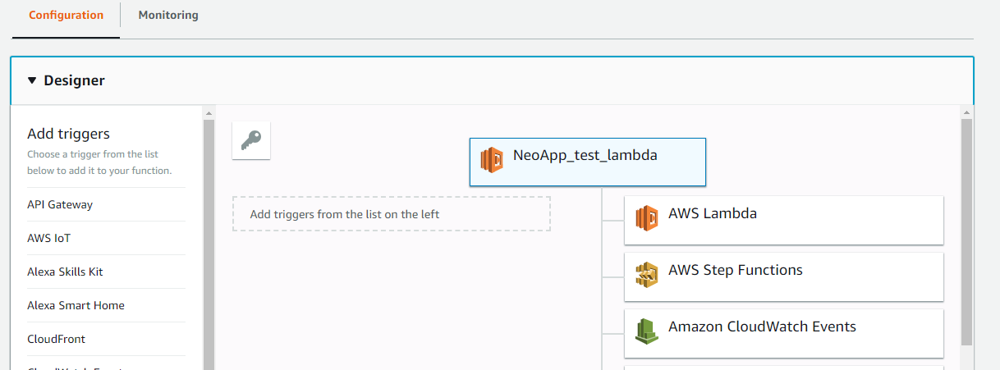 Configuration
Monitoring
Designer
Add triggers
Choose a trigger from the list
below to add it to your function.
API Gateway
AWS IoT
Alexa Skills Kit
Alexa Smart Home
CloudFront
NeoApp_test_lambda
Add triggers from the list on the left
AWS Lambda
AWS Step Functions
Amazon CloudWatch Events